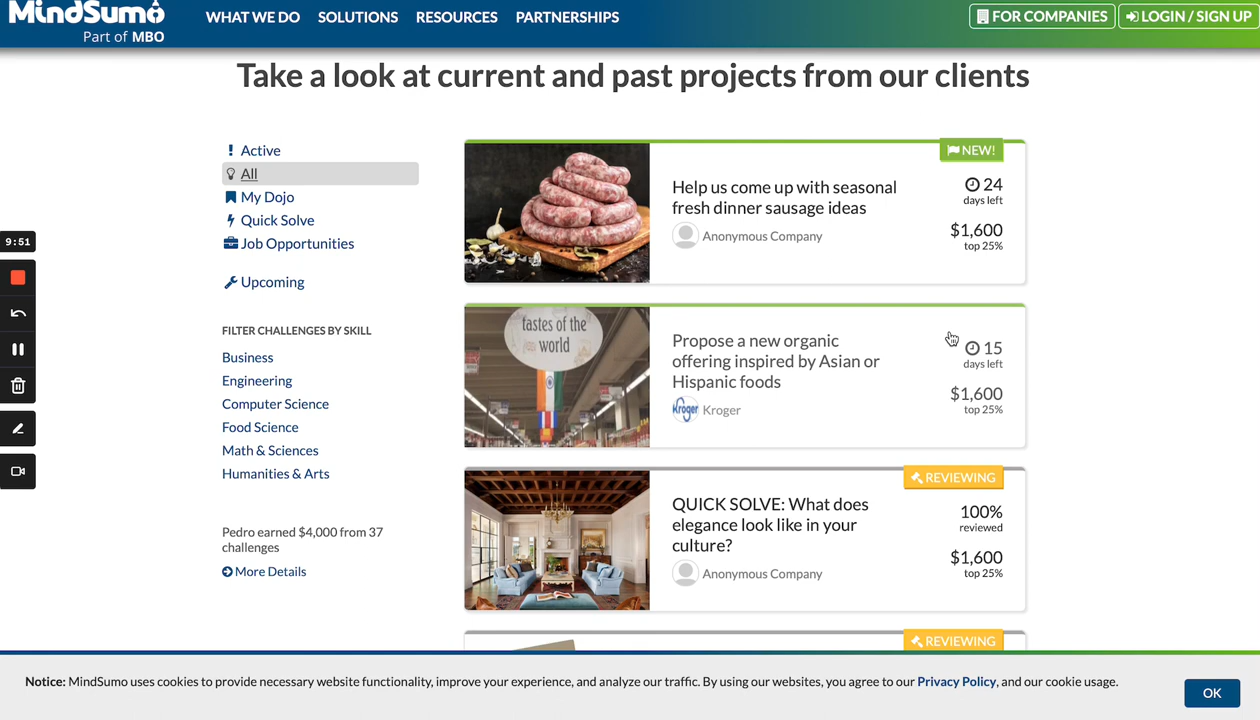 MindSumo
Part of MBO
WHAT WE DO
SOLUTIONS
RESOURCES
PARTNERSHIPS
FOR COMPANIES
LOGIN / SIGN UP
Take a look at current and past projects from our clients
Active
All
My Dojo
Quick Solve
Job Opportunities
Upcoming
FILTER CHALLENGES BY SKILL
Business
Engineering
Computer Science
Food Science
Math & Sciences
Humanities & Arts
Pedro earned $4,000 from 37
challenges
More Details
9:51
NEW!
Help us come up with seasonal
fresh dinner sausage ideas
Anonymous Company
24
days left
$1,600
top 25%
tastes of the
world
Propose a new organic
offering inspired by Asian or
Hispanic foods
Kroger
Kroger
15
days left
$1,600
top 25%
REVIEWING
QUICK SOLVE: What does
elegance look like in your
culture?
Anonymous Company
100%
reviewed
$1,600
top 25%
REVIEWING
Notice: MindSumo uses cookies to provide necessary website functionality, improve your experience, and analyze our traffic. By using our websites, you agree to our Privacy Policy, and our cookie usage.
OK